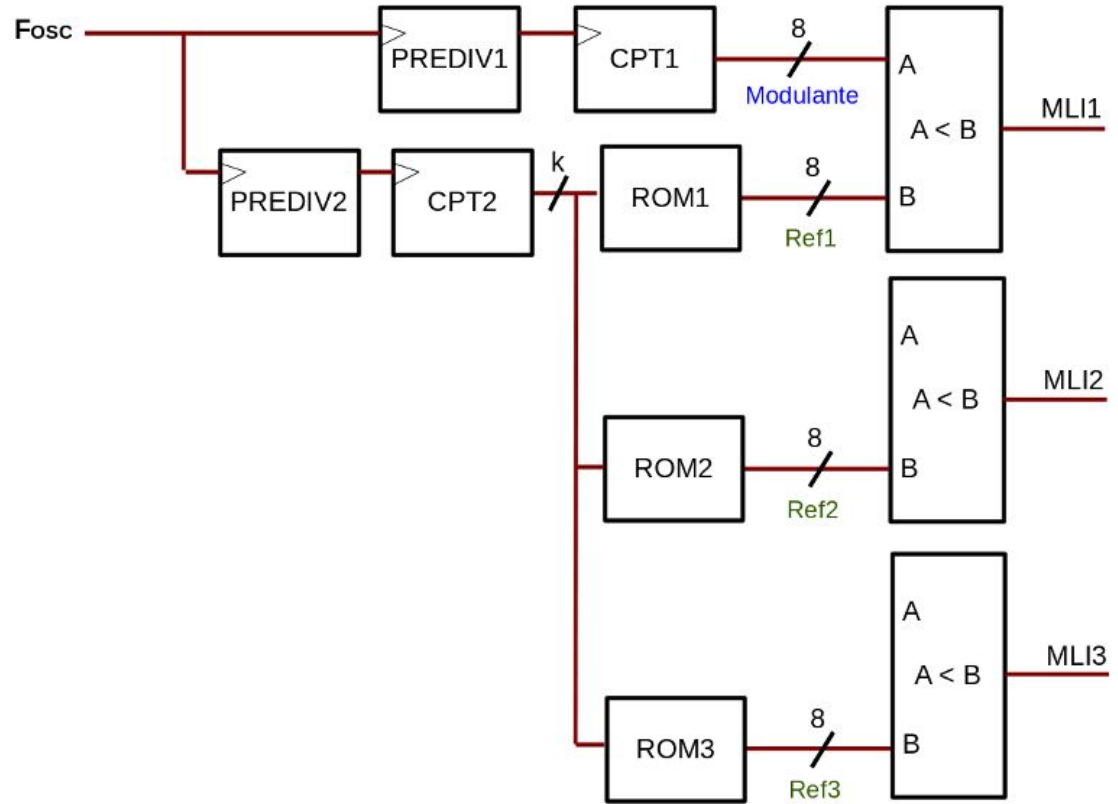 Fosc
PREDIV1
CPT1
8
Modulante
A
A < B
B
MLI1
PREDIV2
CPT2
k
ROM1
8
Ref1
A
A < B
B
MLI2
ROM2
8
Ref2
A
A < B
B
MLI3
ROM3
8
Ref3